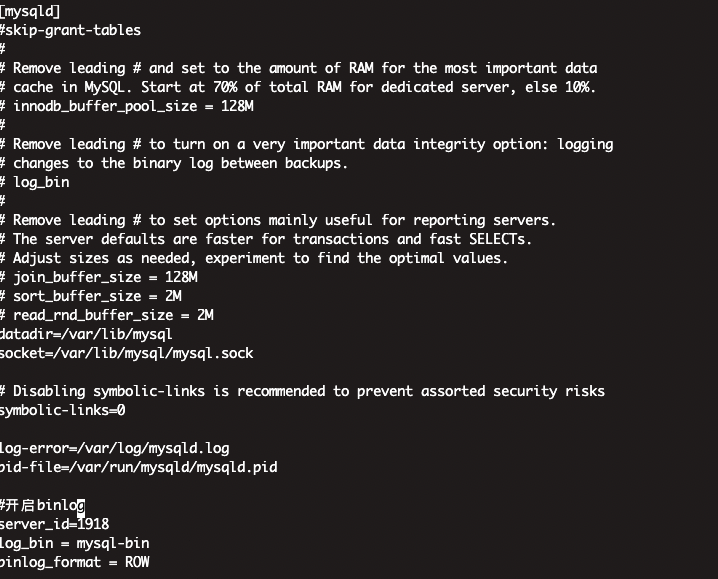 [mysqld]
#skip-grant-tables
#
# Remove leading # and set to the amount of RAM for the most important data
# cache in MySQL. Start at 70% of total RAM for dedicated server, else 10%.
# innodb_buffer_pool_size = 128M
#
# Remove leading # to turn on a very important data integrity option: logging
# changes to the binary log between backups.
# log_bin
#
# Remove leading # to set options mainly useful for reporting servers.
# The server defaults are faster for transactions and fast SELECTs.
# Adjust sizes as needed, experiment to find the optimal values.
# join_buffer_size = 128M
# sort_buffer_size = 2M
# read_rnd_buffer_size = 2M
datadir=/var/lib/mysql
socket=/var/lib/mysql/mysql.sock
# Disabling symbolic-links is recommended to prevent assorted security risks
symbolic-links=0
log-error=/var/log/mysqld.log
pid-file=/var/run/mysqld/mysqld.pid
#开启binlog
server_id=1918
log_bin = mysql-bin
binlog_format = ROW